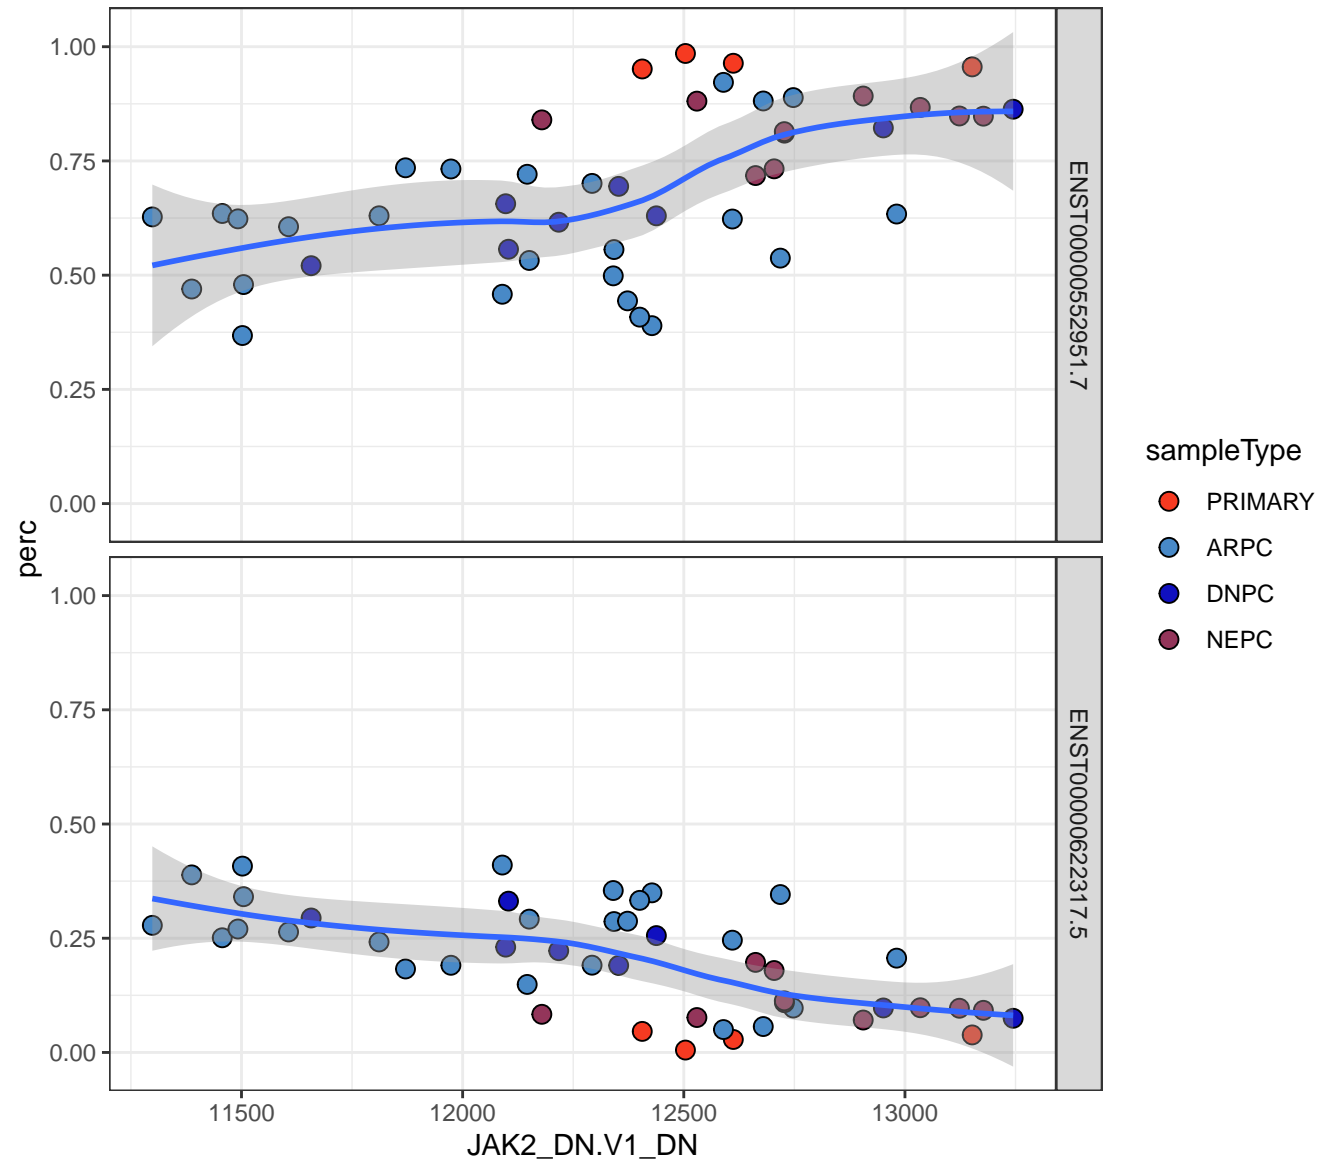 1.00
0.75
0.50
0.25
0.00
ENST00000552951.7
1.00
0.75
0.50
0.25
0.00
ENST00000622317.5
perc
11500
12000
12500
13000
JAK2_DN.V1_DN
sampleType
PRIMARY
ARPC
DNPC
NEPC